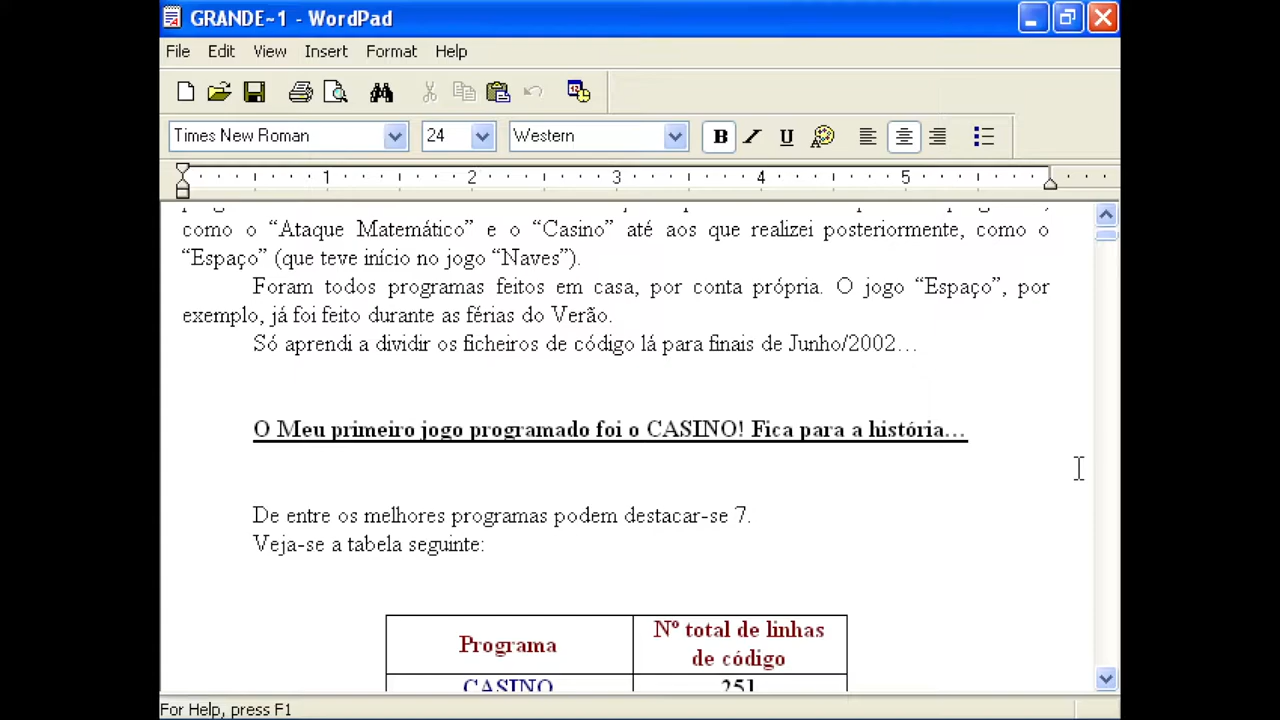 GRANDE~1 - WordPad
File Edit View Insert Format Help
Times New Roman 24 Western B I U
1 2 3 4 5
como o “Ataque Matemático” e o “Casino” até aos que realizei posteriormente, como o
“Espaço” (que teve início no jogo “Naves”).
Foram todos programas feitos em casa, por conta própria. O jogo “Espaço”, por
exemplo, já foi feito durante as férias do Verão.
Só aprendi a dividir os ficheiros de código lá para finais de Junho/2002…
O Meu primeiro jogo programado foi o CASINO! Fica para a história…
De entre os melhores programas podem destacar-se 7.
Veja-se a tabela seguinte:
Programa
Nº total de linhas
de código
CASINO 251
For Help, press F1